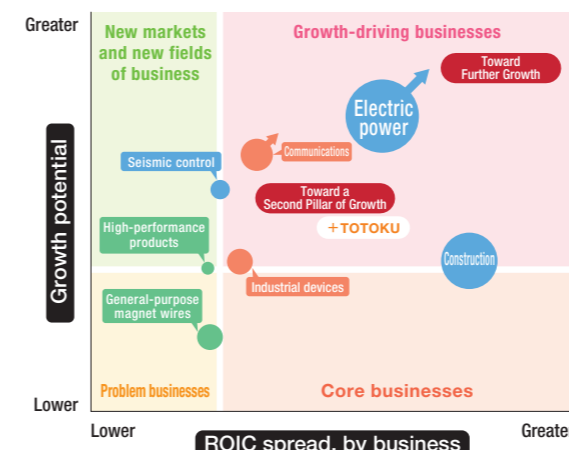 Greater
New markets
and new fields
of business
Growth-driving businesses
Toward
Further Growth
Electric
power
Communications
Seismic control
Toward a
Second Pillar of Growth
+TOTOKU
High-performance
products
Construction
Industrial devices
General-purpose
magnet wires
Growth potential
Problem businesses
Core businesses
Lower
Lower
Greater
ROIC spread, by business